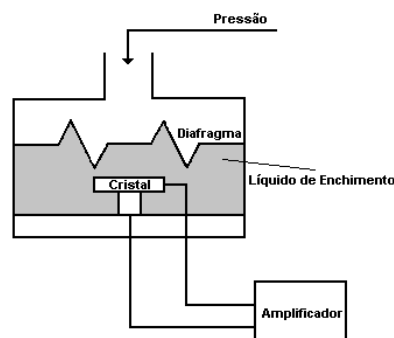 Pressão
Diafragma
Cristal
Líquido de Enchimento
Amplificador